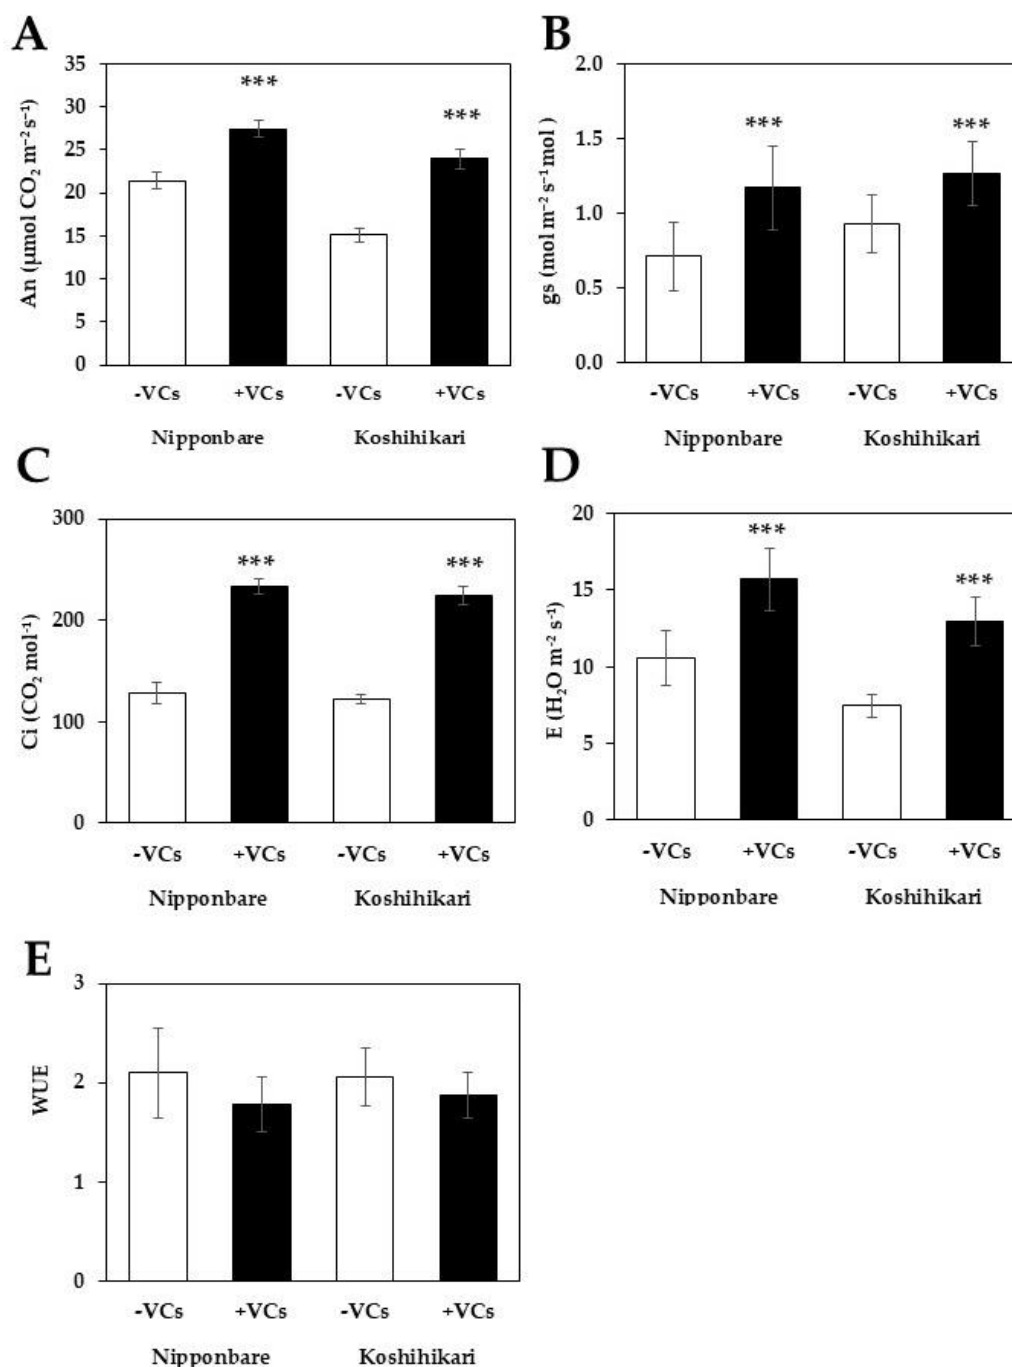 A
An (µmol CO₂ m⁻² s⁻¹)
35
30
25
20
15
10
5
0
***
***
-VCs +VCs -VCs +VCs
Nipponbare Koshihikari
B
gs (mol m⁻² s⁻¹ mol )
2.0
1.5
1.0
0.5
0.0
***
***
-VCs +VCs -VCs +VCs
Nipponbare Koshihikari
C
Ci (CO₂ mol⁻¹)
300
200
100
0
***
***
-VCs +VCs -VCs +VCs
Nipponbare Koshihikari
D
E (H₂O m⁻² s⁻¹)
20
15
10
5
0
***
***
-VCs +VCs -VCs +VCs
Nipponbare Koshihikari
E
WUE
3
2
1
0
-VCs +VCs -VCs +VCs
Nipponbare Koshihikari